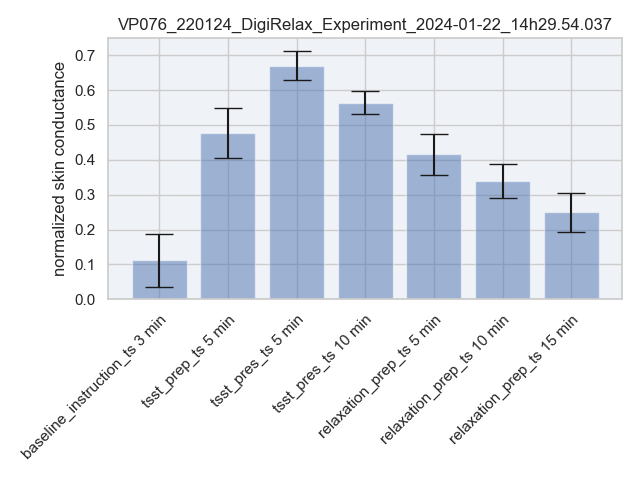 VP076_220124_DigiRelax_Experiment_2024-01-22_14h29.54.037
normalized skin conductance
0.7
0.6
0.5
0.4
0.3
0.2
0.1
0.0
baseline_instruction_ts 3 min
tsst_prep_ts 5 min
tsst_pres_ts 5 min
tsst_pres_ts 10 min
relaxation_prep_ts 5 min
relaxation_prep_ts 10 min
relaxation_prep_ts 15 min